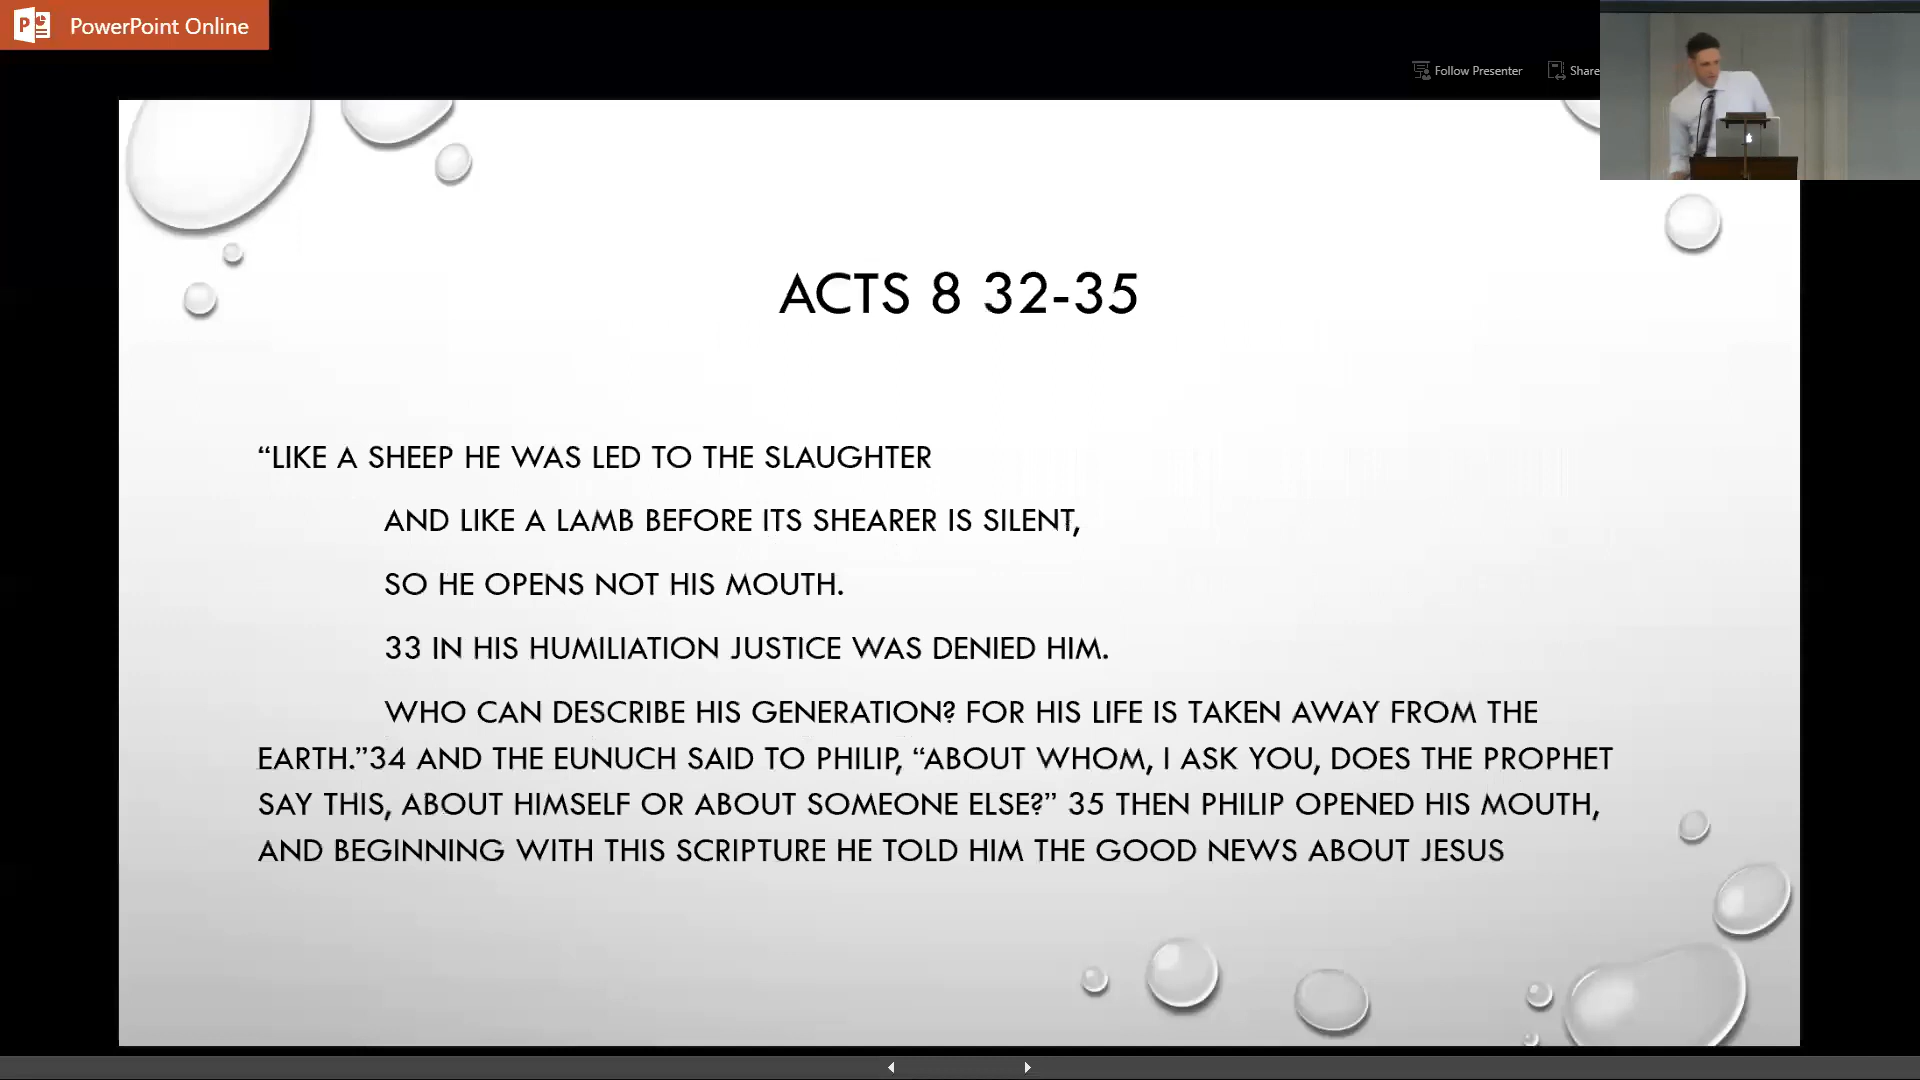 PowerPoint Online
Follow Presenter
Share
ACTS 8 32-35
“LIKE A SHEEP HE WAS LED TO THE SLAUGHTER
AND LIKE A LAMB BEFORE ITS SHEARER IS SILENT,
SO HE OPENS NOT HIS MOUTH.
33 IN HIS HUMILIATION JUSTICE WAS DENIED HIM.
WHO CAN DESCRIBE HIS GENERATION? FOR HIS LIFE IS TAKEN AWAY FROM THE
EARTH.”34 AND THE EUNUCH SAID TO PHILIP, “ABOUT WHOM, I ASK YOU, DOES THE PROPHET
SAY THIS, ABOUT HIMSELF OR ABOUT SOMEONE ELSE?” 35 THEN PHILIP OPENED HIS MOUTH,
AND BEGINNING WITH THIS SCRIPTURE HE TOLD HIM THE GOOD NEWS ABOUT JESUS